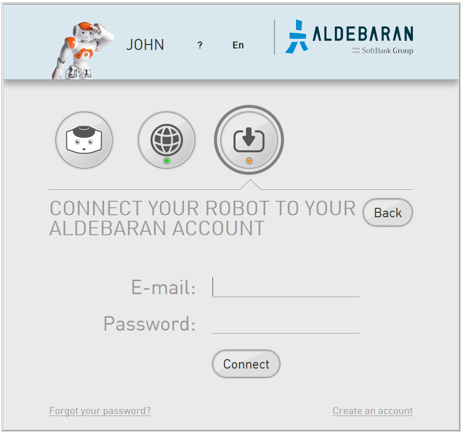 JOHN ? En ALDEBARAN
SoftBank Group
CONNECT YOUR ROBOT TO YOUR
ALDEBARAN ACCOUNT
Back
E-mail:
Password:
Connect
Forgot your password? Create an account